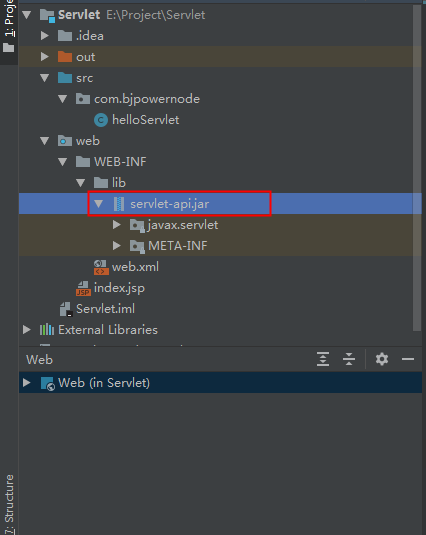 1: Proje
Servlet E:\Project\Servlet
.idea
out
src
com.bjpowernode
helloServlet
web
WEB-INF
lib
servlet-api.jar
javax.servlet
META-INF
web.xml
index.jsp
Servlet.iml
External Libraries
Web
Web (in Servlet)
7: Structure